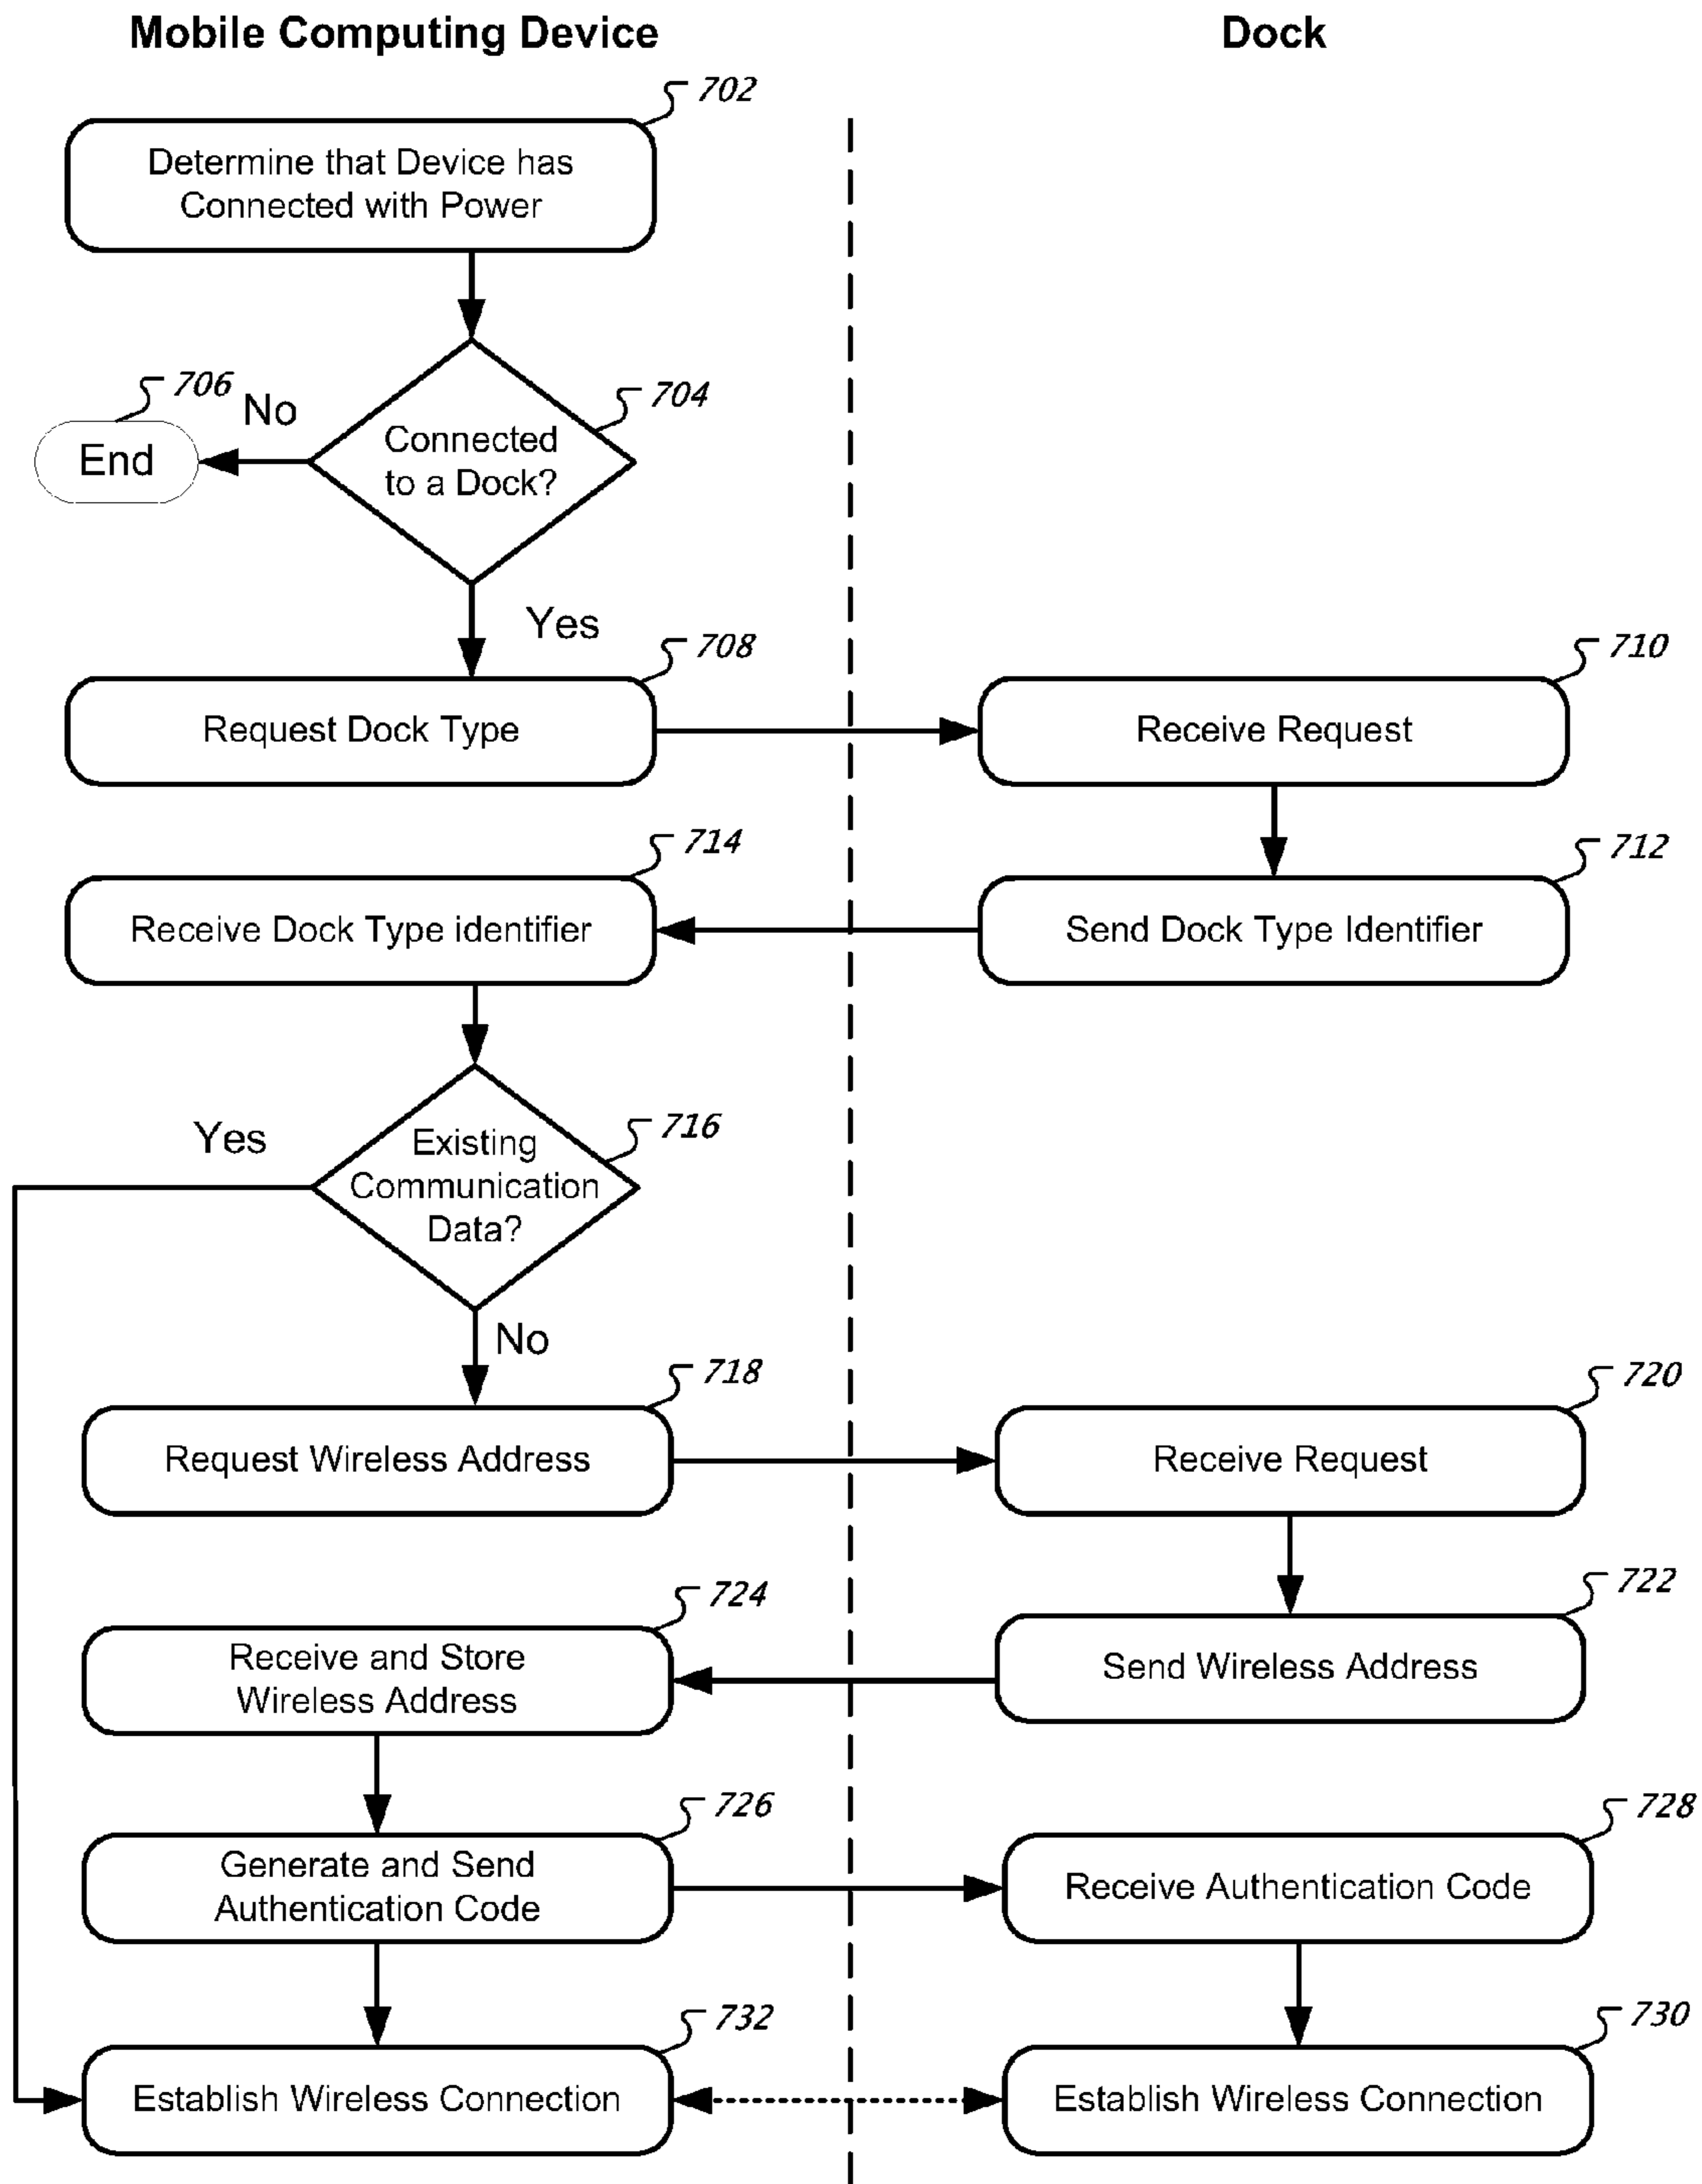 Mobile Computing Device
Dock
702
Determine that Device has
Connected with Power
706
No
704
End
Connected
to a Dock?
Yes
708
710
Request Dock Type
Receive Request
714
712
Receive Dock Type identifier
Send Dock Type Identifier
Yes
716
Existing
Communication
Data?
No
718
720
Request Wireless Address
Receive Request
724
722
Receive and Store
Wireless Address
Send Wireless Address
726
728
Generate and Send
Authentication Code
Receive Authentication Code
732
730
Establish Wireless Connection
Establish Wireless Connection